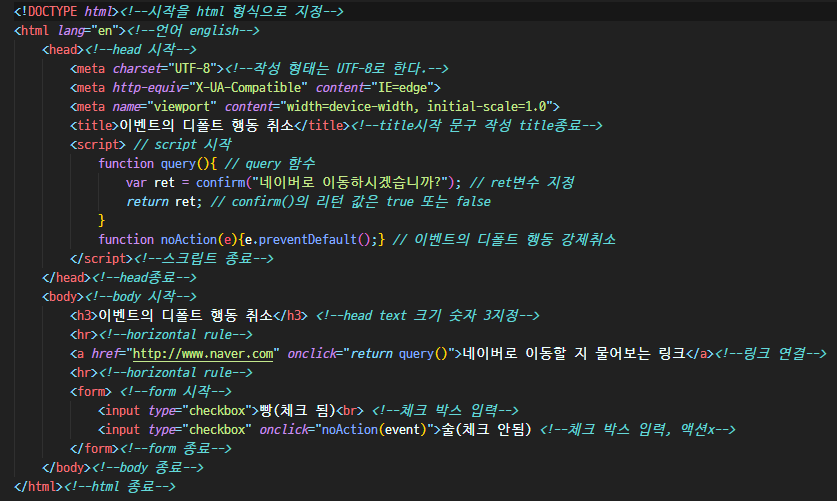 <!DOCTYPE html><!--시작을 html 형식으로 지정-->
<html lang="en"><!--언어 english-->
<head><!--head 시작-->
<meta charset="UTF-8"><!--작성 형태는 UTF-8로 한다.-->
<meta http-equiv="X-UA-Compatible" content="IE=edge">
<meta name="viewport" content="width=device-width, initial-scale=1.0">
<title>이벤트의 디폴트 행동 취소</title><!--title시작 문구 작성 title종료-->
<script> // script 시작
function query(){ // query 함수
var ret = confirm("네이버로 이동하시겠습니까?"); // ret변수 지정
return ret; // confirm()의 리턴 값은 true 또는 false
}
function noAction(e){e.preventDefault();} // 이벤트의 디폴트 행동 강제취소
</script><!--스크립트 종료-->
</head><!--head종료-->
<body><!--body 시작-->
<h3>이벤트의 디폴트 행동 취소</h3> <!--head text 크기 숫자 3지정-->
<hr><!--horizontal rule-->
<a href="http://www.naver.com" onclick="return query()">네이버로 이동할 지 물어보는 링크</a><!--링크 연결-->
<hr><!--horizontal rule-->
<form> <!--form 시작-->
<input type="checkbox">빵(체크 됨)<br> <!--체크 박스 입력-->
<input type="checkbox" onclick="noAction(event)">술(체크 안됨) <!--체크 박스 입력, 액션x-->
</form><!--form 종료-->
</body><!--body 종료-->
</html><!--html 종료-->